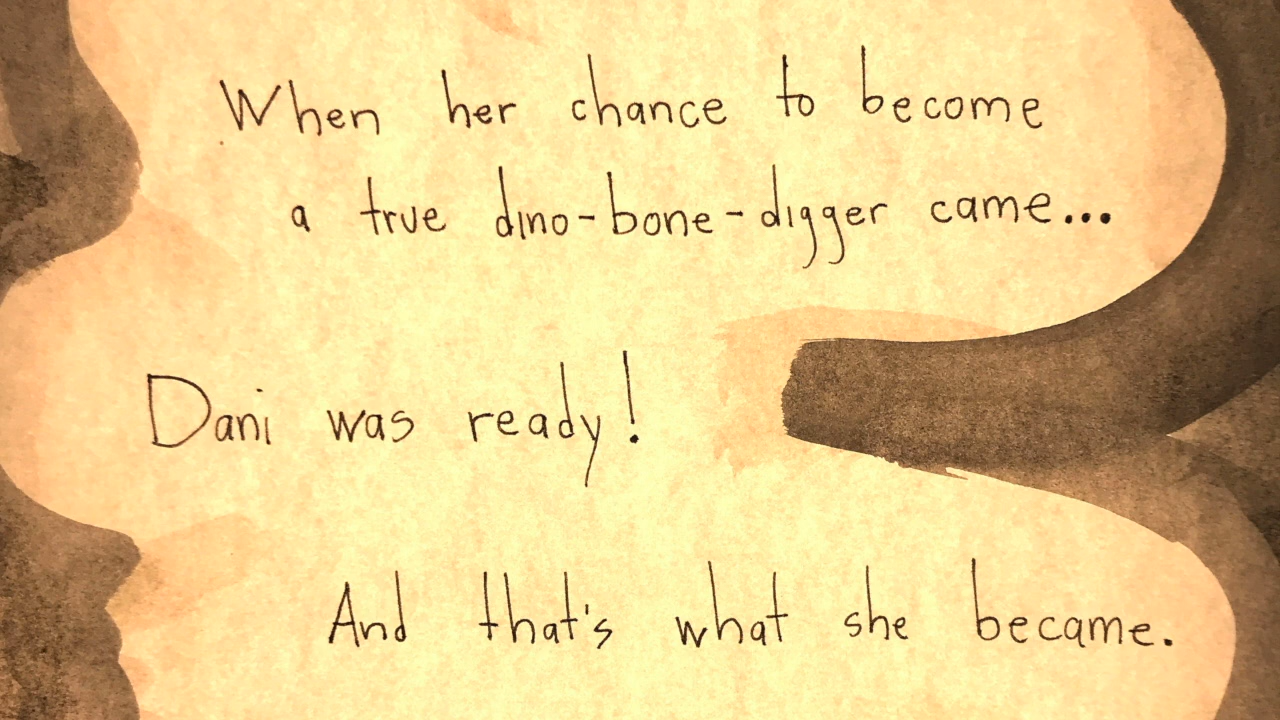 When her chance to become
a true dino-bone-digger came...
Dani was ready!
And that's what she became.